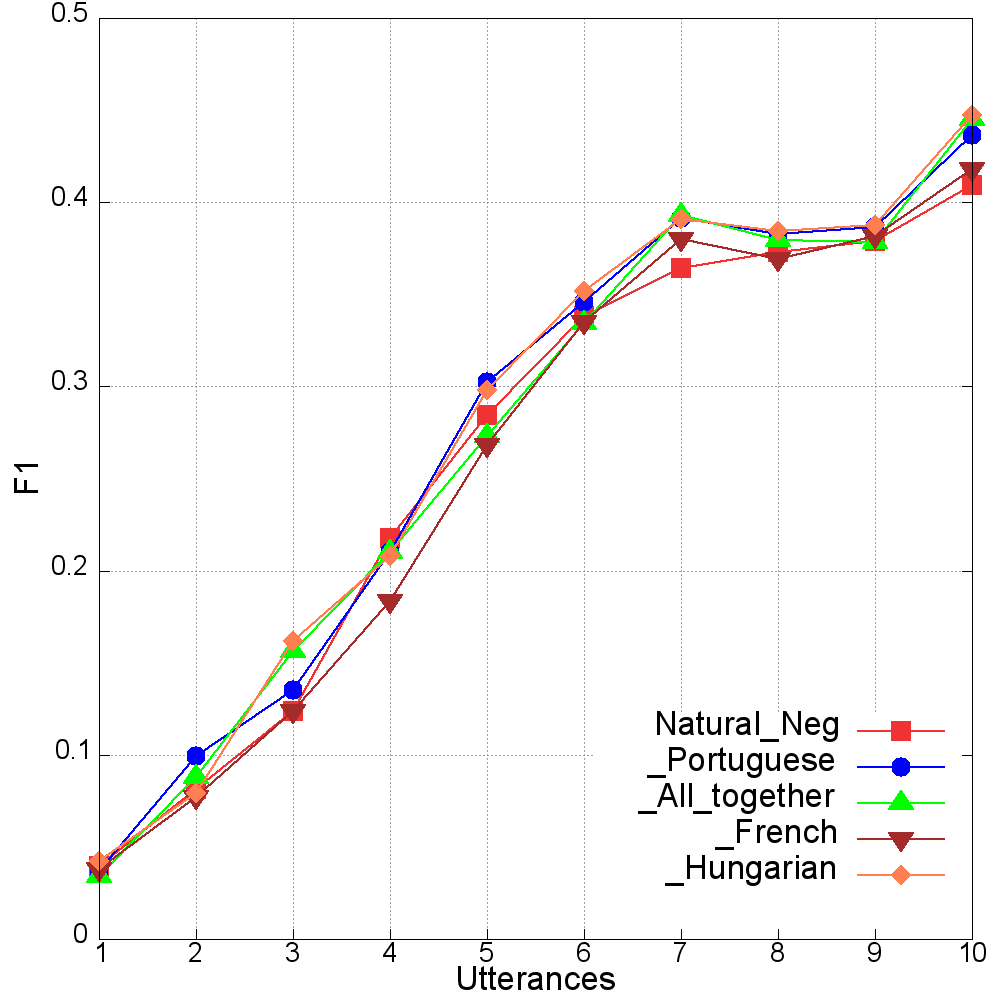 0.5
0.4
0.3
0.2
0.1
0
F1
Natural_Neg
_Portuguese
_All_together
_French
_Hungarian
1 2 3 4 5 6 7 8 9 10
Utterances